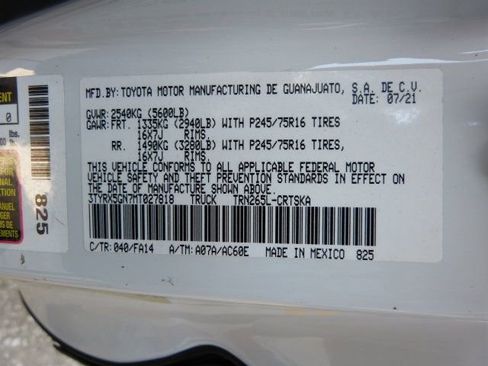 MFD.BY:TOYOTA MOTOR MANUFACTURING DE GUANAJUATO, S.A. DE C.V.
DATE 07/21
GVWR:2540KG(5600LB)
GAWR:FRT. 1335KG(2940LB)WITH P245/75R16 TIRES
16X7J RIMS,
RR. 1490KG(3280LB)WITH P245/75R16 TIRES,
16X7J RIMS,
THIS VEHICLE CONFORMS TO ALL APPLICABLE FEDERAL MOTOR
VEHICLE SAFETY AND THEFT PREVENTION STANDARDS IN EFFECT
ON THE DATE OF MANUFACTURE SHOWN ABOVE.
3TYRX5GN7MT027818 TRUCK TRN265L-CRTSKA
C/TR:040/FA14 A/TM:A07A/AC60E MADE IN MEXICO 825
825
0
lbs.